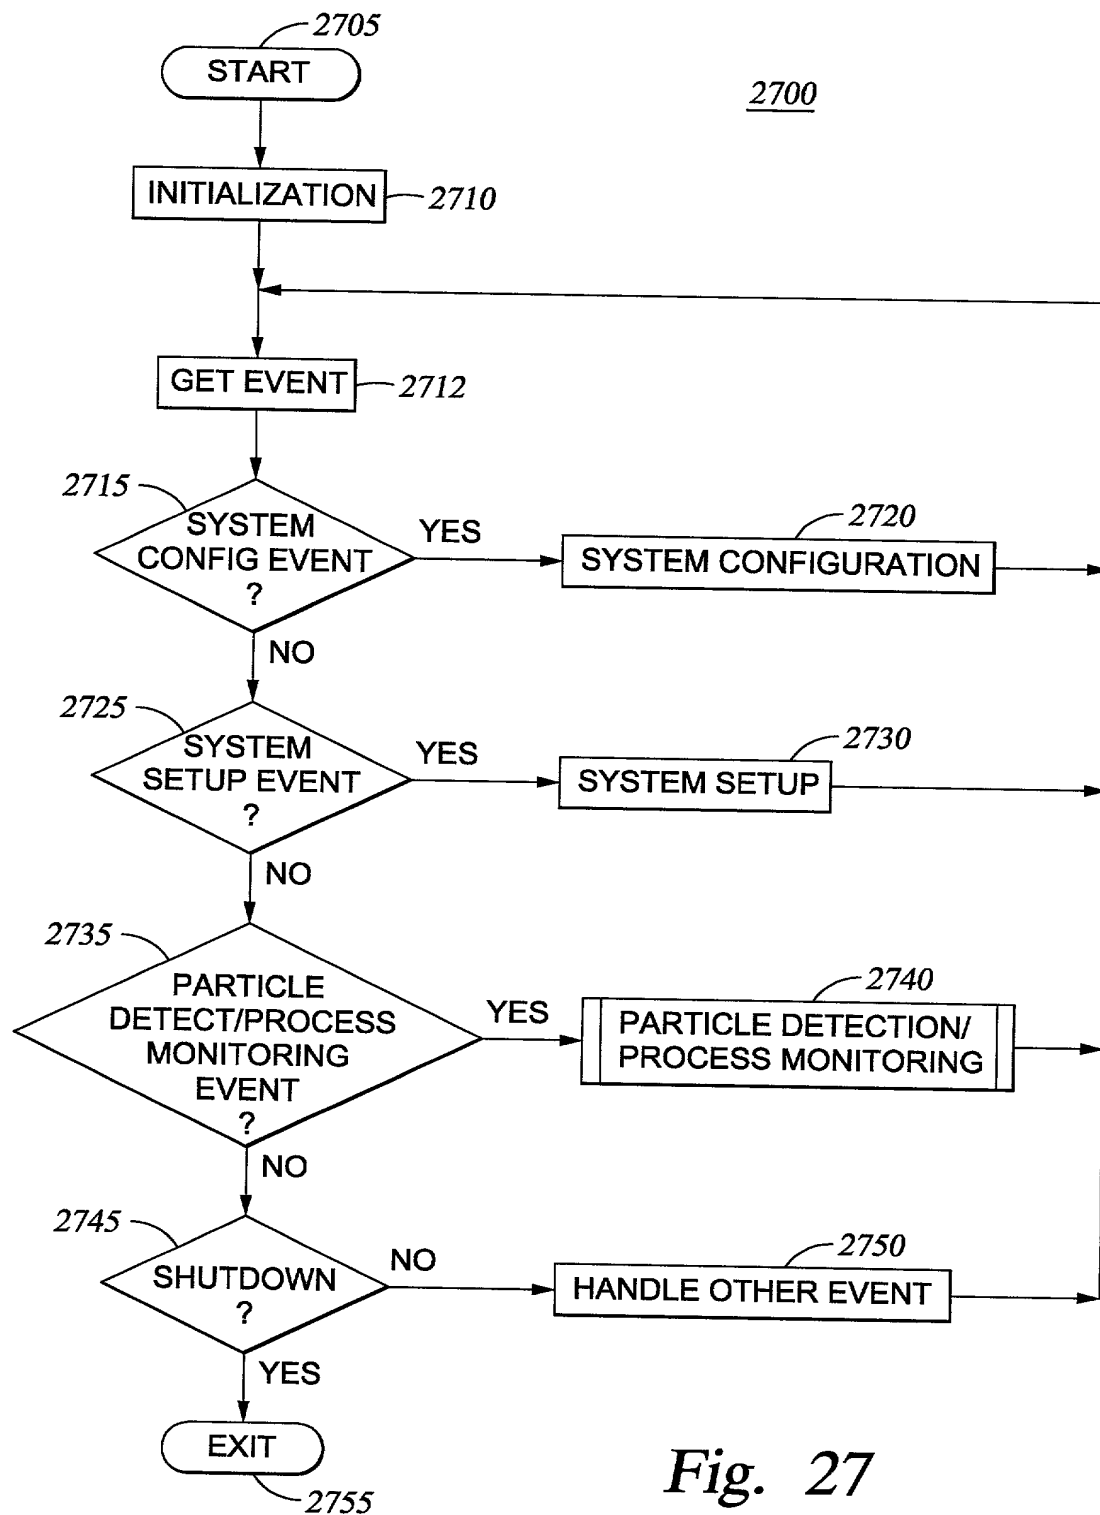 2705
START
2700
INITIALIZATION
2710
GET EVENT
2712
2715
SYSTEM
CONFIG EVENT
?
YES
2720
SYSTEM CONFIGURATION
NO
2725
SYSTEM
SETUP EVENT
?
YES
2730
SYSTEM SETUP
NO
2735
PARTICLE
DETECT/PROCESS
MONITORING
EVENT
?
YES
2740
PARTICLE DETECTION/
PROCESS MONITORING
NO
2745
SHUTDOWN
?
NO
2750
HANDLE OTHER EVENT
YES
EXIT
2755
Fig. 27